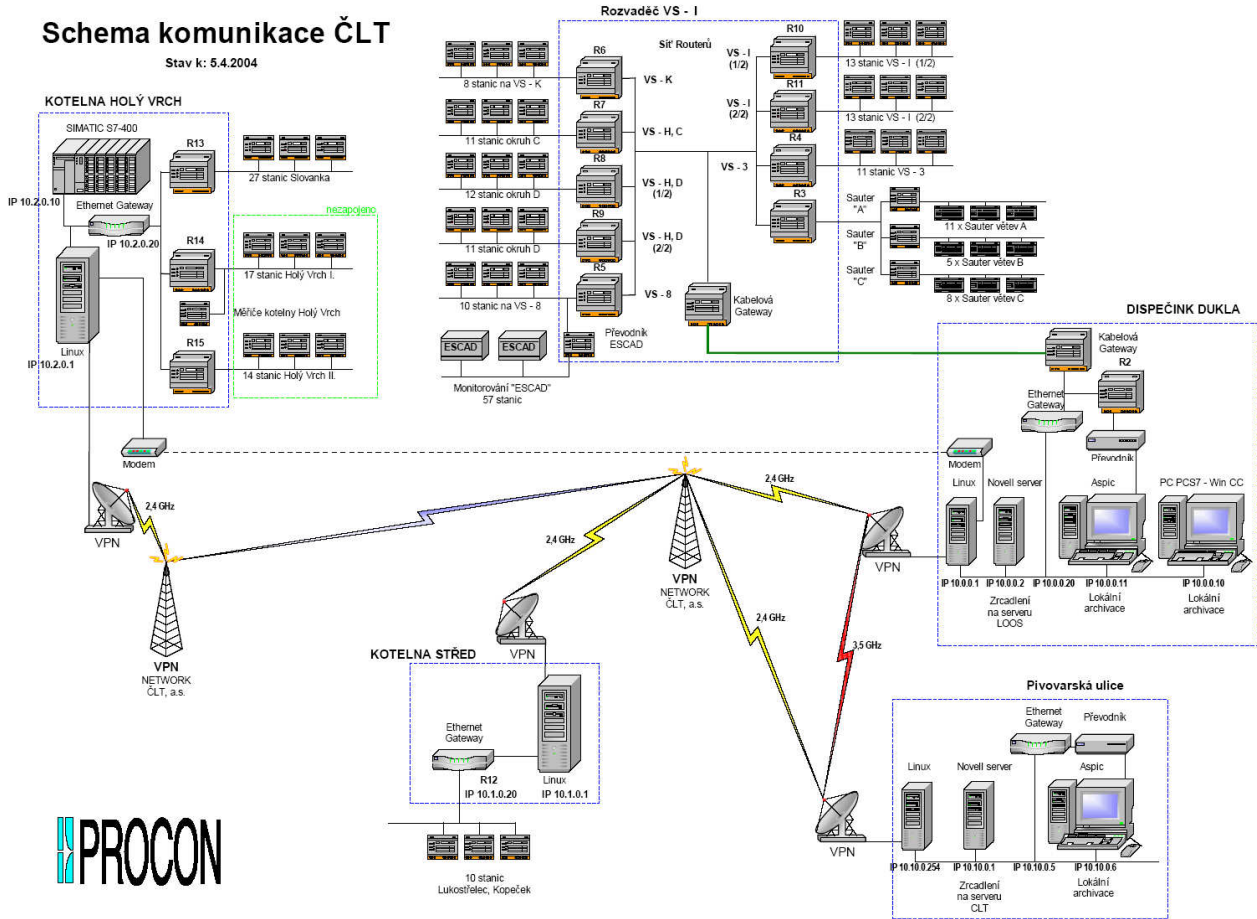 Schema komunikace ČLT
Stav k: 5.4.2004
Rozvaděč VS - I
Síť Routerů
R6
VS - K
8 stanic na VS - K
R7
VS - H, C
11 stanic okruh C
R8
VS - H, D
(1/2)
12 stanic okruh D
R9
VS - H, D
(2/2)
11 stanic okruh D
R5
VS - 8
10 stanic na VS - 8
R10
VS - I
(1/2)
13 stanic VS - I (1/2)
R11
VS - I
(2/2)
13 stanic VS - I (2/2)
R4
VS - 3
11 stanic VS - 3
R3
Sauter
"A"
11 x Sauter větev A
Sauter
"B"
5 x Sauter větev B
Sauter
"C"
8 x Sauter větev C
Kabelová
Gateway
ESCAD
ESCAD
Převodník
ESCAD
Monitorování "ESCAD"
57 stanic
KOTELNA HOLÝ VRCH
SIMATIC S7-400
IP 10.2.0.10
Ethernet Gateway
IP 10.2.0.20
Linux
IP 10.2.0.1
R13
27 stanic Slovanka
nezapojeno
R14
17 stanic Holý Vrch I.
Měřiče kotelny Holý Vrch
R15
14 stanic Holý Vrch II.
Modem
VPN
2,4 GHz
VPN
NETWORK
ČLT, a.s.
2,4 GHz
VPN
VPN
NETWORK
ČLT, a.s.
2,4 GHz
2,4 GHz
3,5 GHz
VPN
DISPEČINK DUKLA
Kabelová
Gateway
R2
Ethernet
Gateway
Převodník
Modem
Linux
Novell server
Aspic
PC PCS7 - Win CC
IP 10.0.0.1
IP 10.0.0.2
IP 10.0.0.20
IP 10.0.0.11
IP 10.0.0.10
Zrcadlení
na serveru
LOOS
Lokální
archivace
Lokální
archivace
KOTELNA STŘED
Ethernet
Gateway
R12
IP 10.1.0.20
Linux
IP 10.1.0.1
10 stanic
Lukostřelec, Kopeček
Pivovarská ulice
Ethernet
Gateway
Převodník
Linux
Novell server
Aspic
VPN
IP 10.10.0.254
IP 10.10.0.1
IP 10.10.0.5
IP 10.10.0.6
Zrcadlení
na serveru
CLT
Lokální
archivace
PROCON